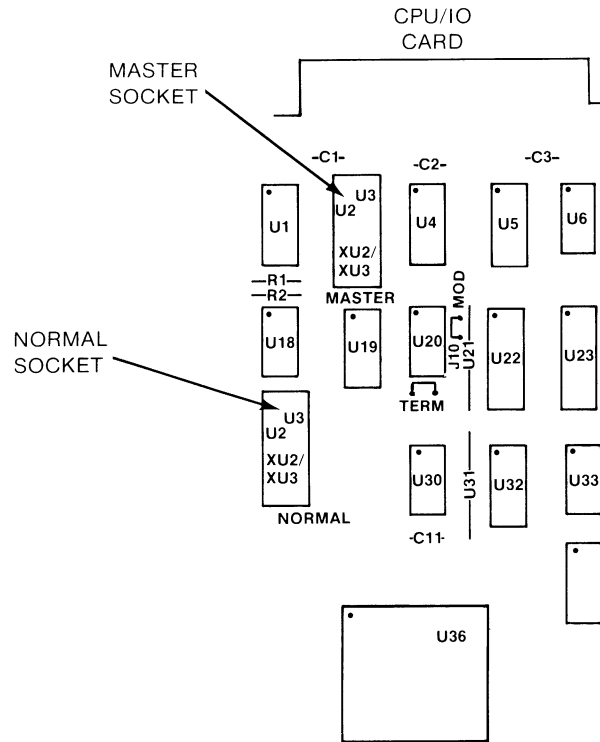 CPU/IO
CARD
MASTER
SOCKET
-C1-
-C2-
-C3-
U3
U2
XU2/
XU3
MASTER
U1
U4
U5
U6
R1
R2
MOD
J10
NORMAL
SOCKET
U18
U19
U20
U21
U22
U23
TERM
U3
U2
XU2/
XU3
NORMAL
U30
U31
U32
U33
-C11-
U36